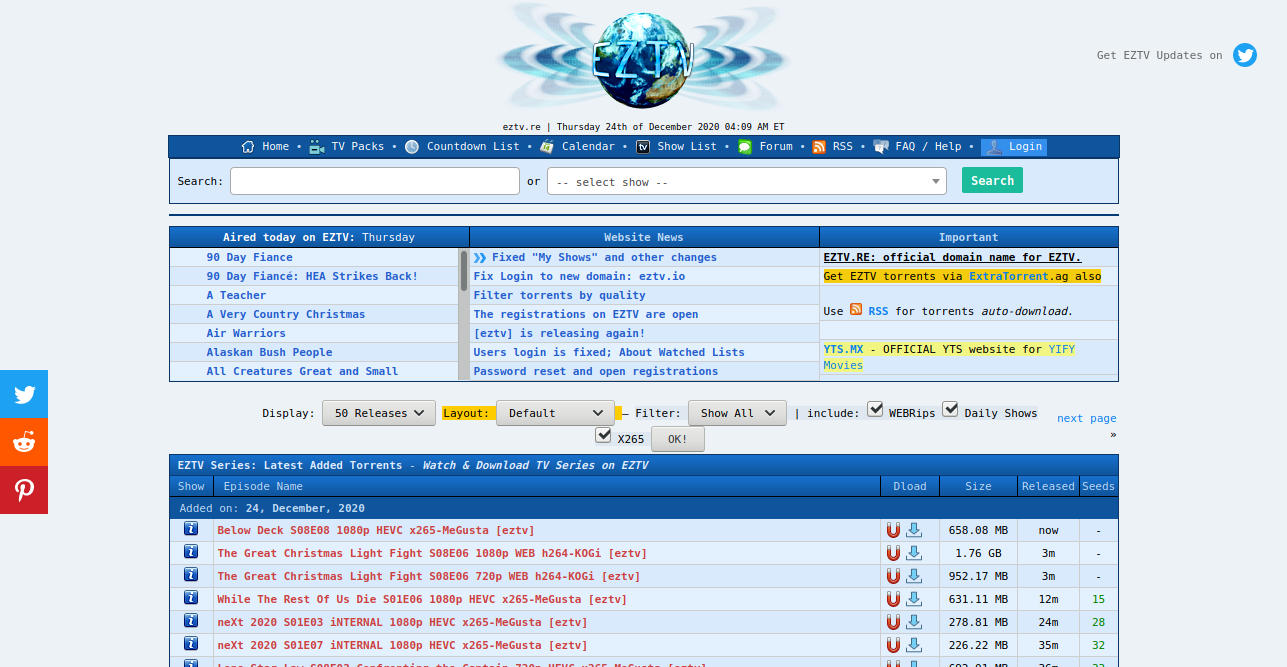 EZTV
Get EZTV Updates on
eztv.re | Thursday 24th of December 2020 04:09 AM ET
Home • TV Packs • Countdown List • Calendar • tv Show List • Forum • RSS • FAQ / Help • Login
Search: or -- select show -- Search
Aired today on EZTV: Thursday
90 Day Fiance
90 Day Fiancé: HEA Strikes Back!
A Teacher
A Very Country Christmas
Air Warriors
Alaskan Bush People
All Creatures Great and Small
Website News
Fixed "My Shows" and other changes
Fix Login to new domain: eztv.io
Filter torrents by quality
The registrations on EZTV are open
[eztv] is releasing again!
Users login is fixed; About Watched Lists
Password reset and open registrations
Important
EZTV.RE: official domain name for EZTV.
Get EZTV torrents via ExtraTorrent.ag also
Use RSS for torrents auto-download.
YTS.MX - OFFICIAL YTS website for YIFY
Movies
Display: 50 Releases Layout: Default – Filter: Show All | include: WEBRips Daily Shows
X265 OK!
next page
»
EZTV Series: Latest Added Torrents - Watch & Download TV Series on EZTV
Show Episode Name Dload Size Released Seeds
Added on: 24, December, 2020
Below Deck S08E08 1080p HEVC x265-MeGusta [eztv] 658.08 MB now -
The Great Christmas Light Fight S08E06 1080p WEB h264-KOGi [eztv] 1.76 GB 3m -
The Great Christmas Light Fight S08E06 720p WEB h264-KOGi [eztv] 952.17 MB 3m -
While The Rest Of Us Die S01E06 1080p HEVC x265-MeGusta [eztv] 631.11 MB 12m 15
neXt 2020 S01E03 iNTERNAL 1080p HEVC x265-MeGusta [eztv] 278.81 MB 24m 28
neXt 2020 S01E07 iNTERNAL 1080p HEVC x265-MeGusta [eztv] 226.22 MB 35m 32